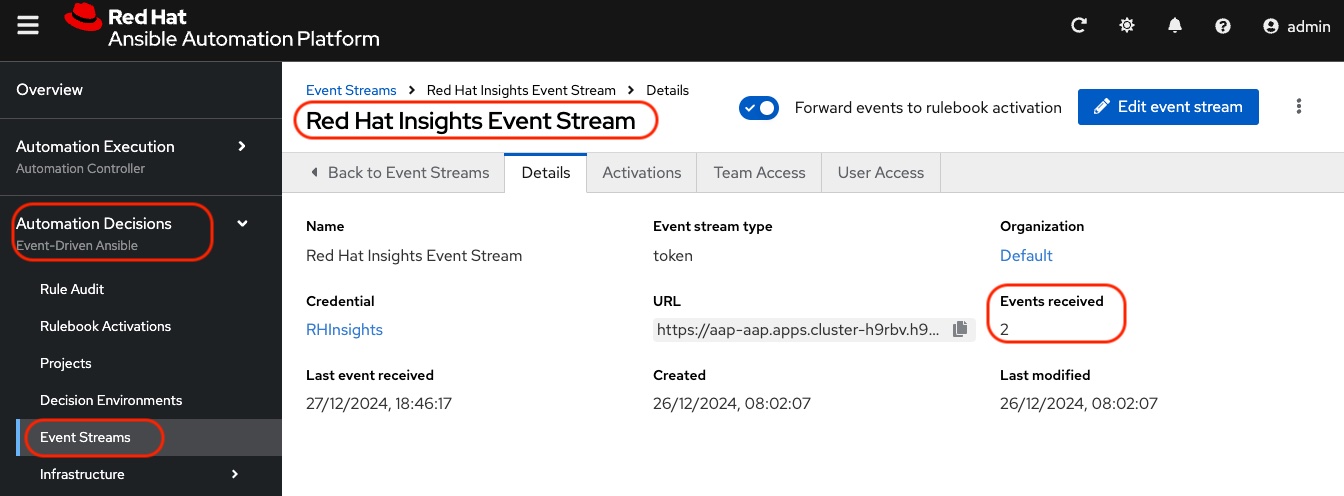 Red Hat
Ansible Automation Platform
admin
Overview
Automation Execution
Automation Controller
Automation Decisions
Event-Driven Ansible
Rule Audit
Rulebook Activations
Projects
Decision Environments
Event Streams
Infrastructure
Event Streams > Red Hat Insights Event Stream > Details
Red Hat Insights Event Stream
Forward events to rulebook activation
Edit event stream
Back to Event Streams
Details
Activations
Team Access
User Access
Name
Red Hat Insights Event Stream
Event stream type
token
Organization
Default
Credential
RHInsights
URL
https://aap-aap.apps.cluster-h9rbv.h9...
Events received
2
Last event received
27/12/2024, 18:46:17
Created
26/12/2024, 08:02:07
Last modified
26/12/2024, 08:02:07